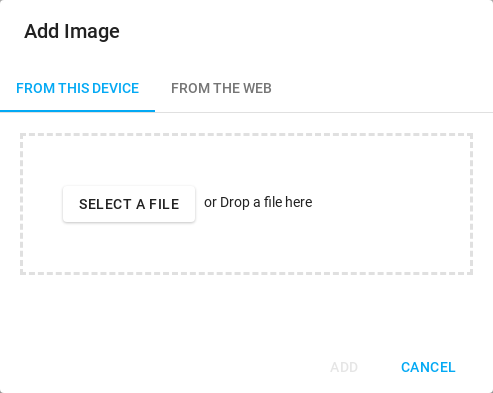 Add Image
FROM THIS DEVICE FROM THE WEB
SELECT A FILE or Drop a file here
ADD CANCEL